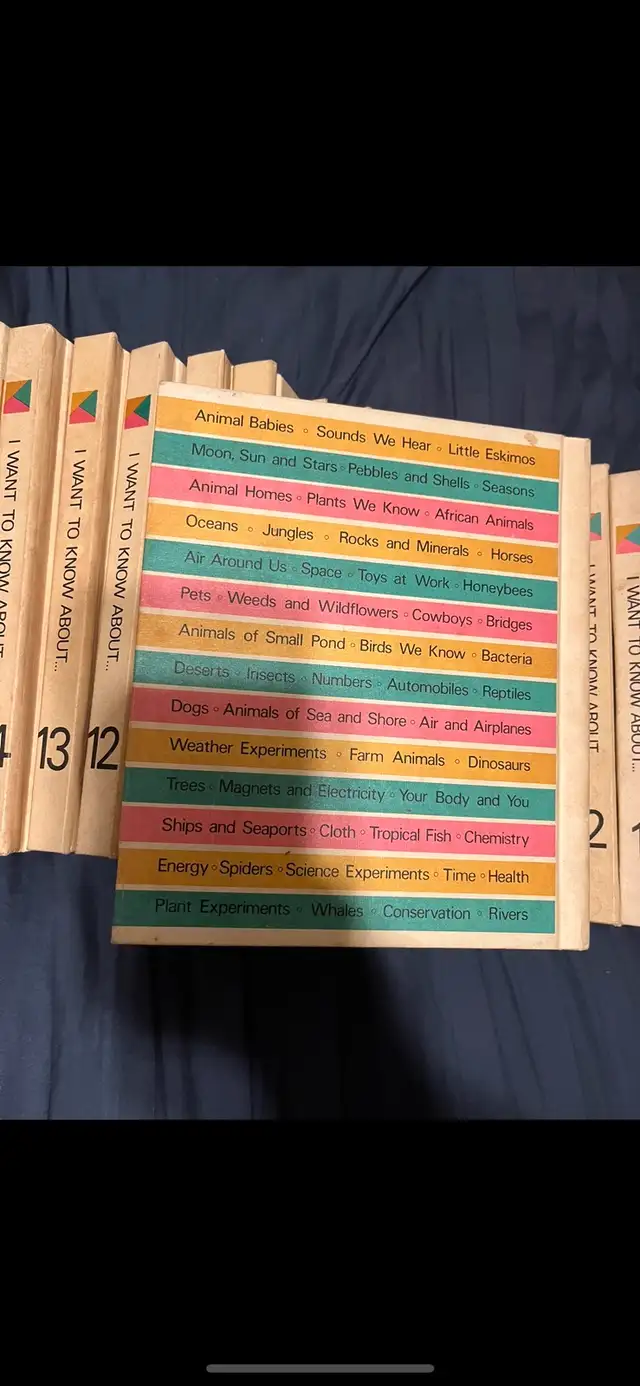 I WANT TO KNOW ABOUT...
I WANT TO KNOW ABOUT...
13
I WANT TO KNOW ABOUT...
12
Animal Babies ◦ Sounds We Hear ◦ Little Eskimos
Moon, Sun and Stars ◦ Pebbles and Shells ◦ Seasons
Animal Homes ◦ Plants We Know ◦ African Animals
Oceans ◦ Jungles ◦ Rocks and Minerals ◦ Horses
Air Around Us ◦ Space ◦ Toys at Work ◦ Honeybees
Pets ◦ Weeds and Wildflowers ◦ Cowboys ◦ Bridges
Animals of Small Pond ◦ Birds We Know ◦ Bacteria
Deserts ◦ Insects ◦ Numbers ◦ Automobiles ◦ Reptiles
Dogs ◦ Animals of Sea and Shore ◦ Air and Airplanes
Weather Experiments ◦ Farm Animals ◦ Dinosaurs
Trees ◦ Magnets and Electricity ◦ Your Body and You
Ships and Seaports ◦ Cloth ◦ Tropical Fish ◦ Chemistry
Energy ◦ Spiders ◦ Science Experiments ◦ Time ◦ Health
Plant Experiments ◦ Whales ◦ Conservation ◦ Rivers
I WANT TO KNOW ABOUT
2
I WANT TO KNOW ABOUT...